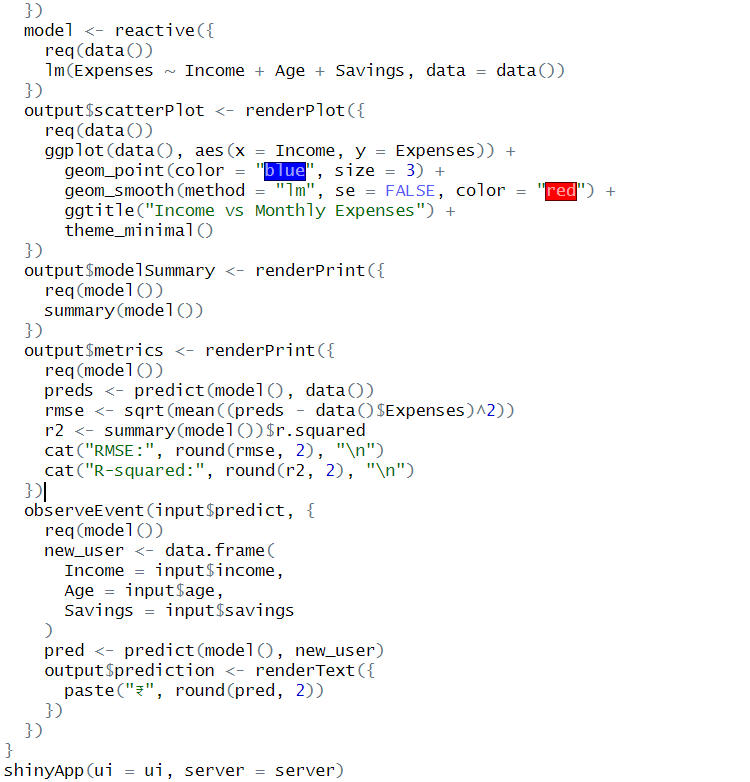 })
  model <- reactive({
    req(data())
    lm(Expenses ~ Income + Age + Savings, data = data())
  })
  output$scatterPlot <- renderPlot({
    req(data())
    ggplot(data(), aes(x = Income, y = Expenses)) +
      geom_point(color = "blue", size = 3) +
      geom_smooth(method = "lm", se = FALSE, color = "red") +
      ggtitle("Income vs Monthly Expenses") +
      theme_minimal()
  })
  output$modelSummary <- renderPrint({
    req(model())
    summary(model())
  })
  output$metrics <- renderPrint({
    req(model())
    preds <- predict(model(), data())
    rmse <- sqrt(mean((preds - data()$Expenses)^2))
    r2 <- summary(model())$r.squared
    cat("RMSE:", round(rmse, 2), "\n")
    cat("R-squared:", round(r2, 2), "\n")
  })
  observeEvent(input$predict, {
    req(model())
    new_user <- data.frame(
      Income = input$income,
      Age = input$age,
      Savings = input$savings
    )
    pred <- predict(model(), new_user)
    output$prediction <- renderText({
      paste("₹", round(pred, 2))
    })
  })
}
shinyApp(ui = ui, server = server)